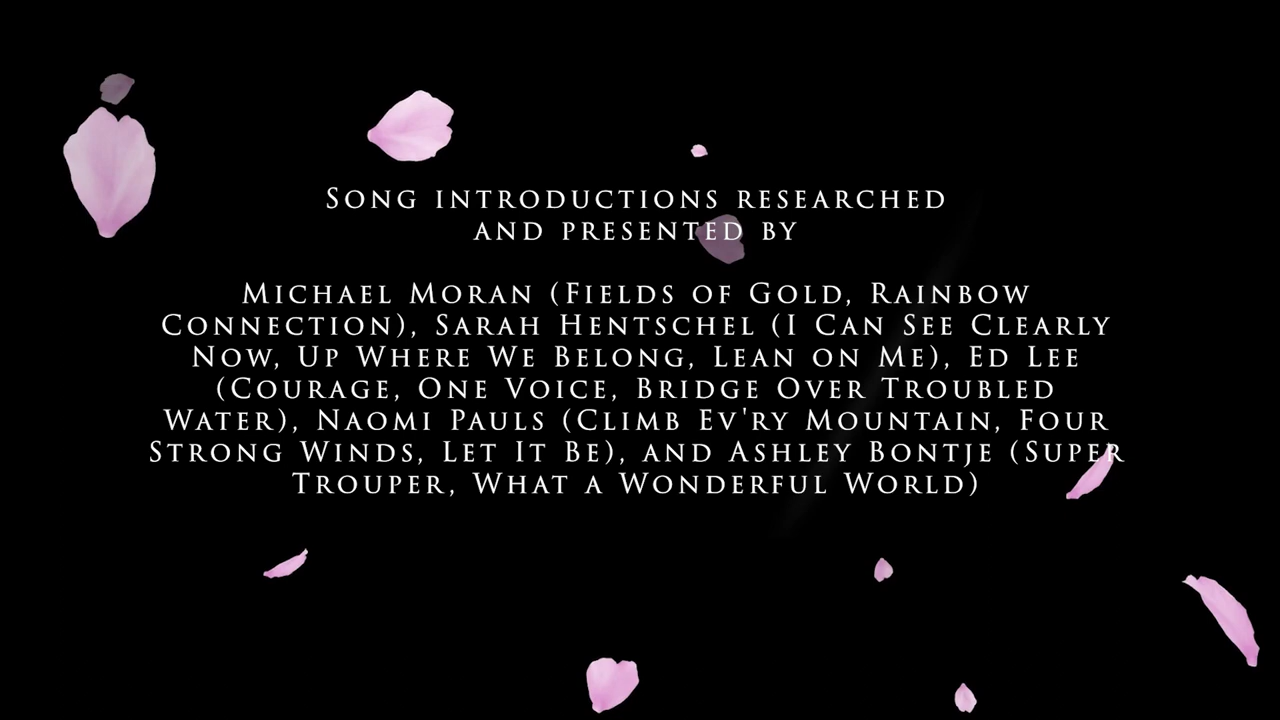 Song introductions researched
and presented by
Michael Moran (Fields of Gold, Rainbow
Connection), Sarah Hentschel (I Can See Clearly
Now, Up Where We Belong, Lean on Me), Ed Lee
(Courage, One Voice, Bridge Over Troubled
Water), Naomi Pauls (Climb Ev'ry Mountain, Four
Strong Winds, Let It Be), and Ashley Bontje (Super
Trouper, What a Wonderful World)